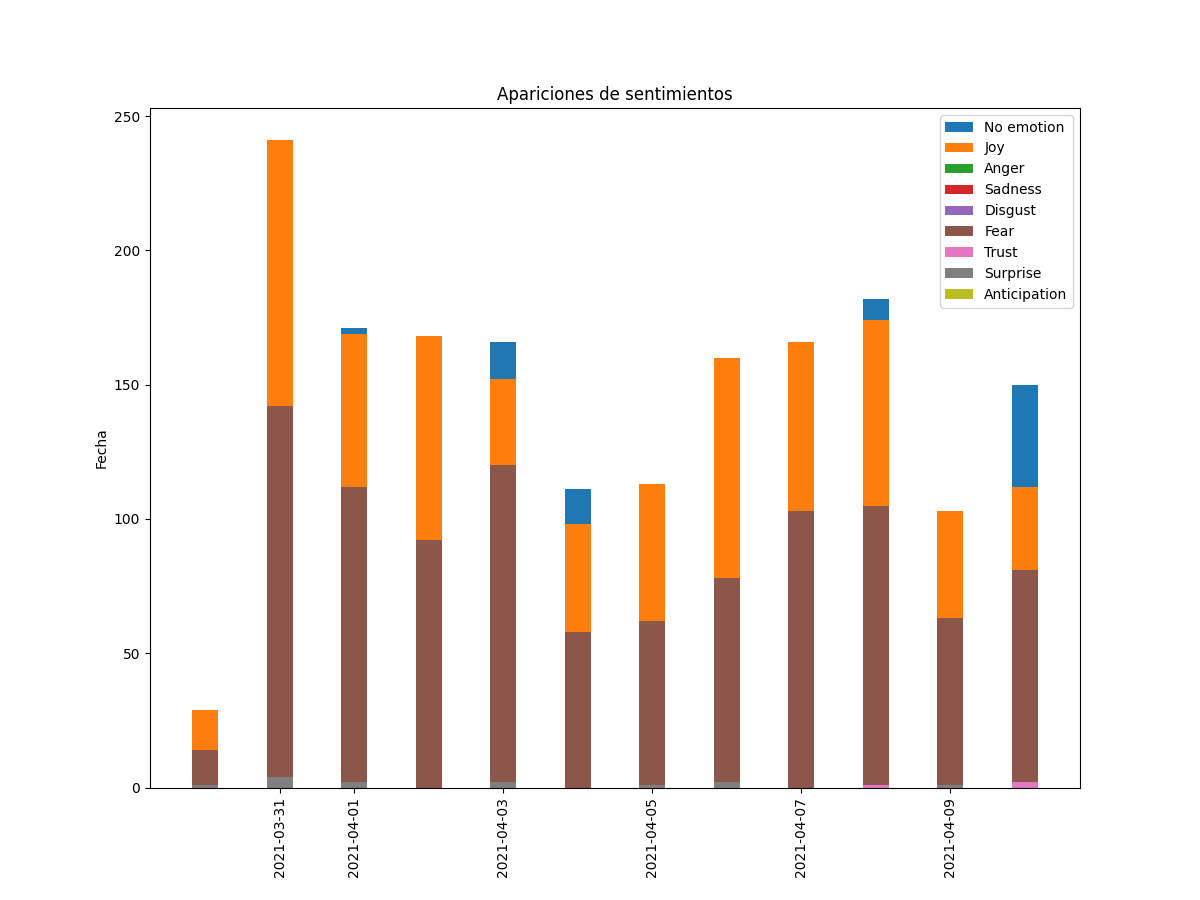 Apariciones de sentimientos
250
200
150
100
50
0
Fecha
No emotion
Joy
Anger
Sadness
Disgust
Fear
Trust
Surprise
Anticipation
2021-03-31
2021-04-01
2021-04-03
2021-04-05
2021-04-07
2021-04-09